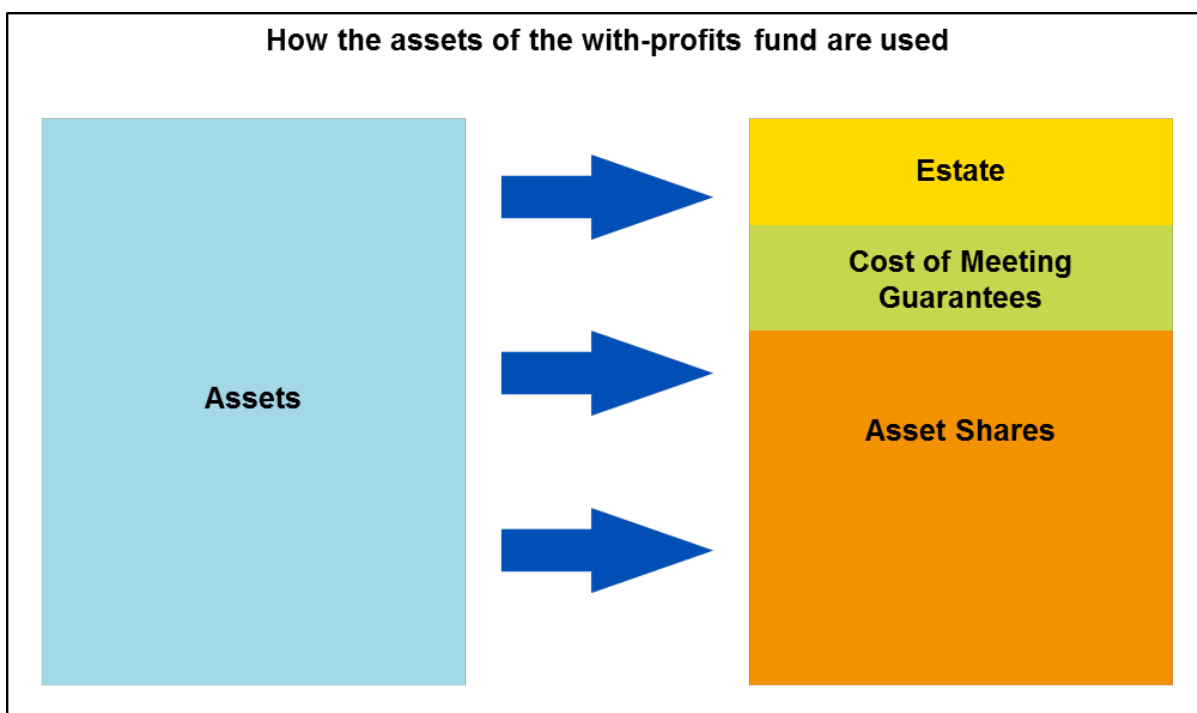 How the assets of the with-profits fund are used
Assets
Estate
Cost of Meeting
Guarantees
Asset Shares